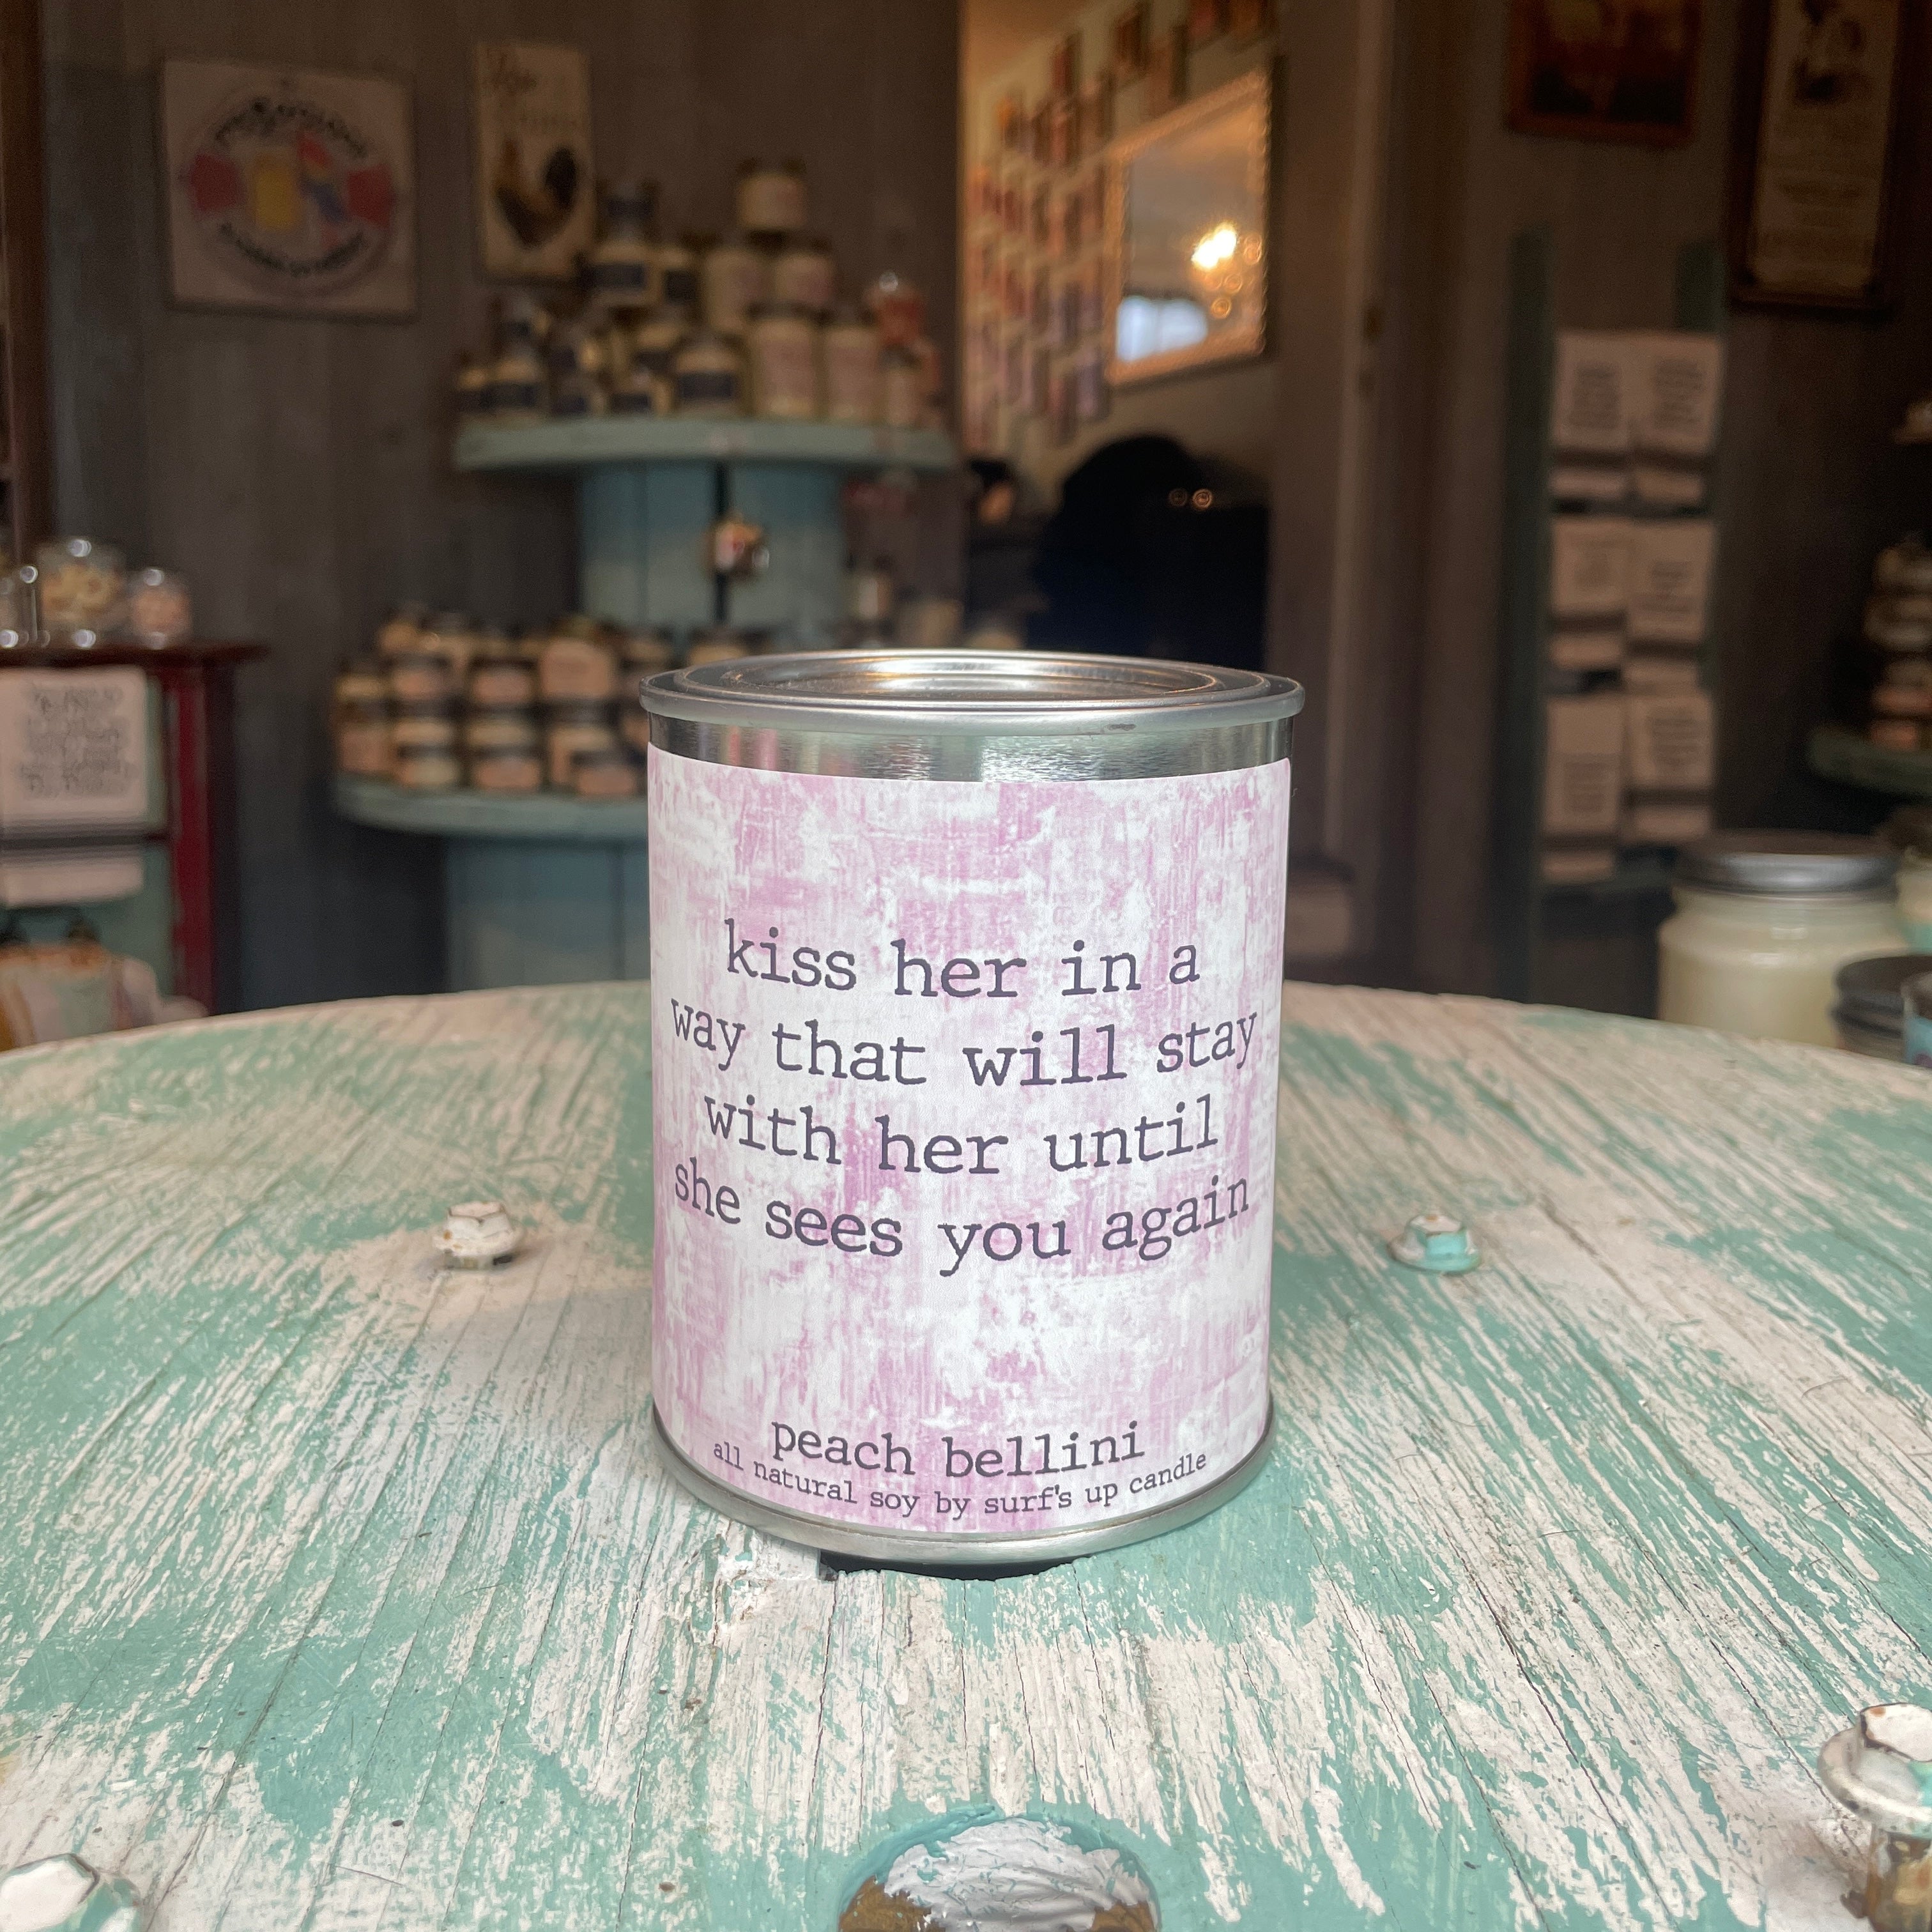 kiss her in a
way that will stay
with her until
she sees you again
peach bellini
all natural soy by surf's up candle